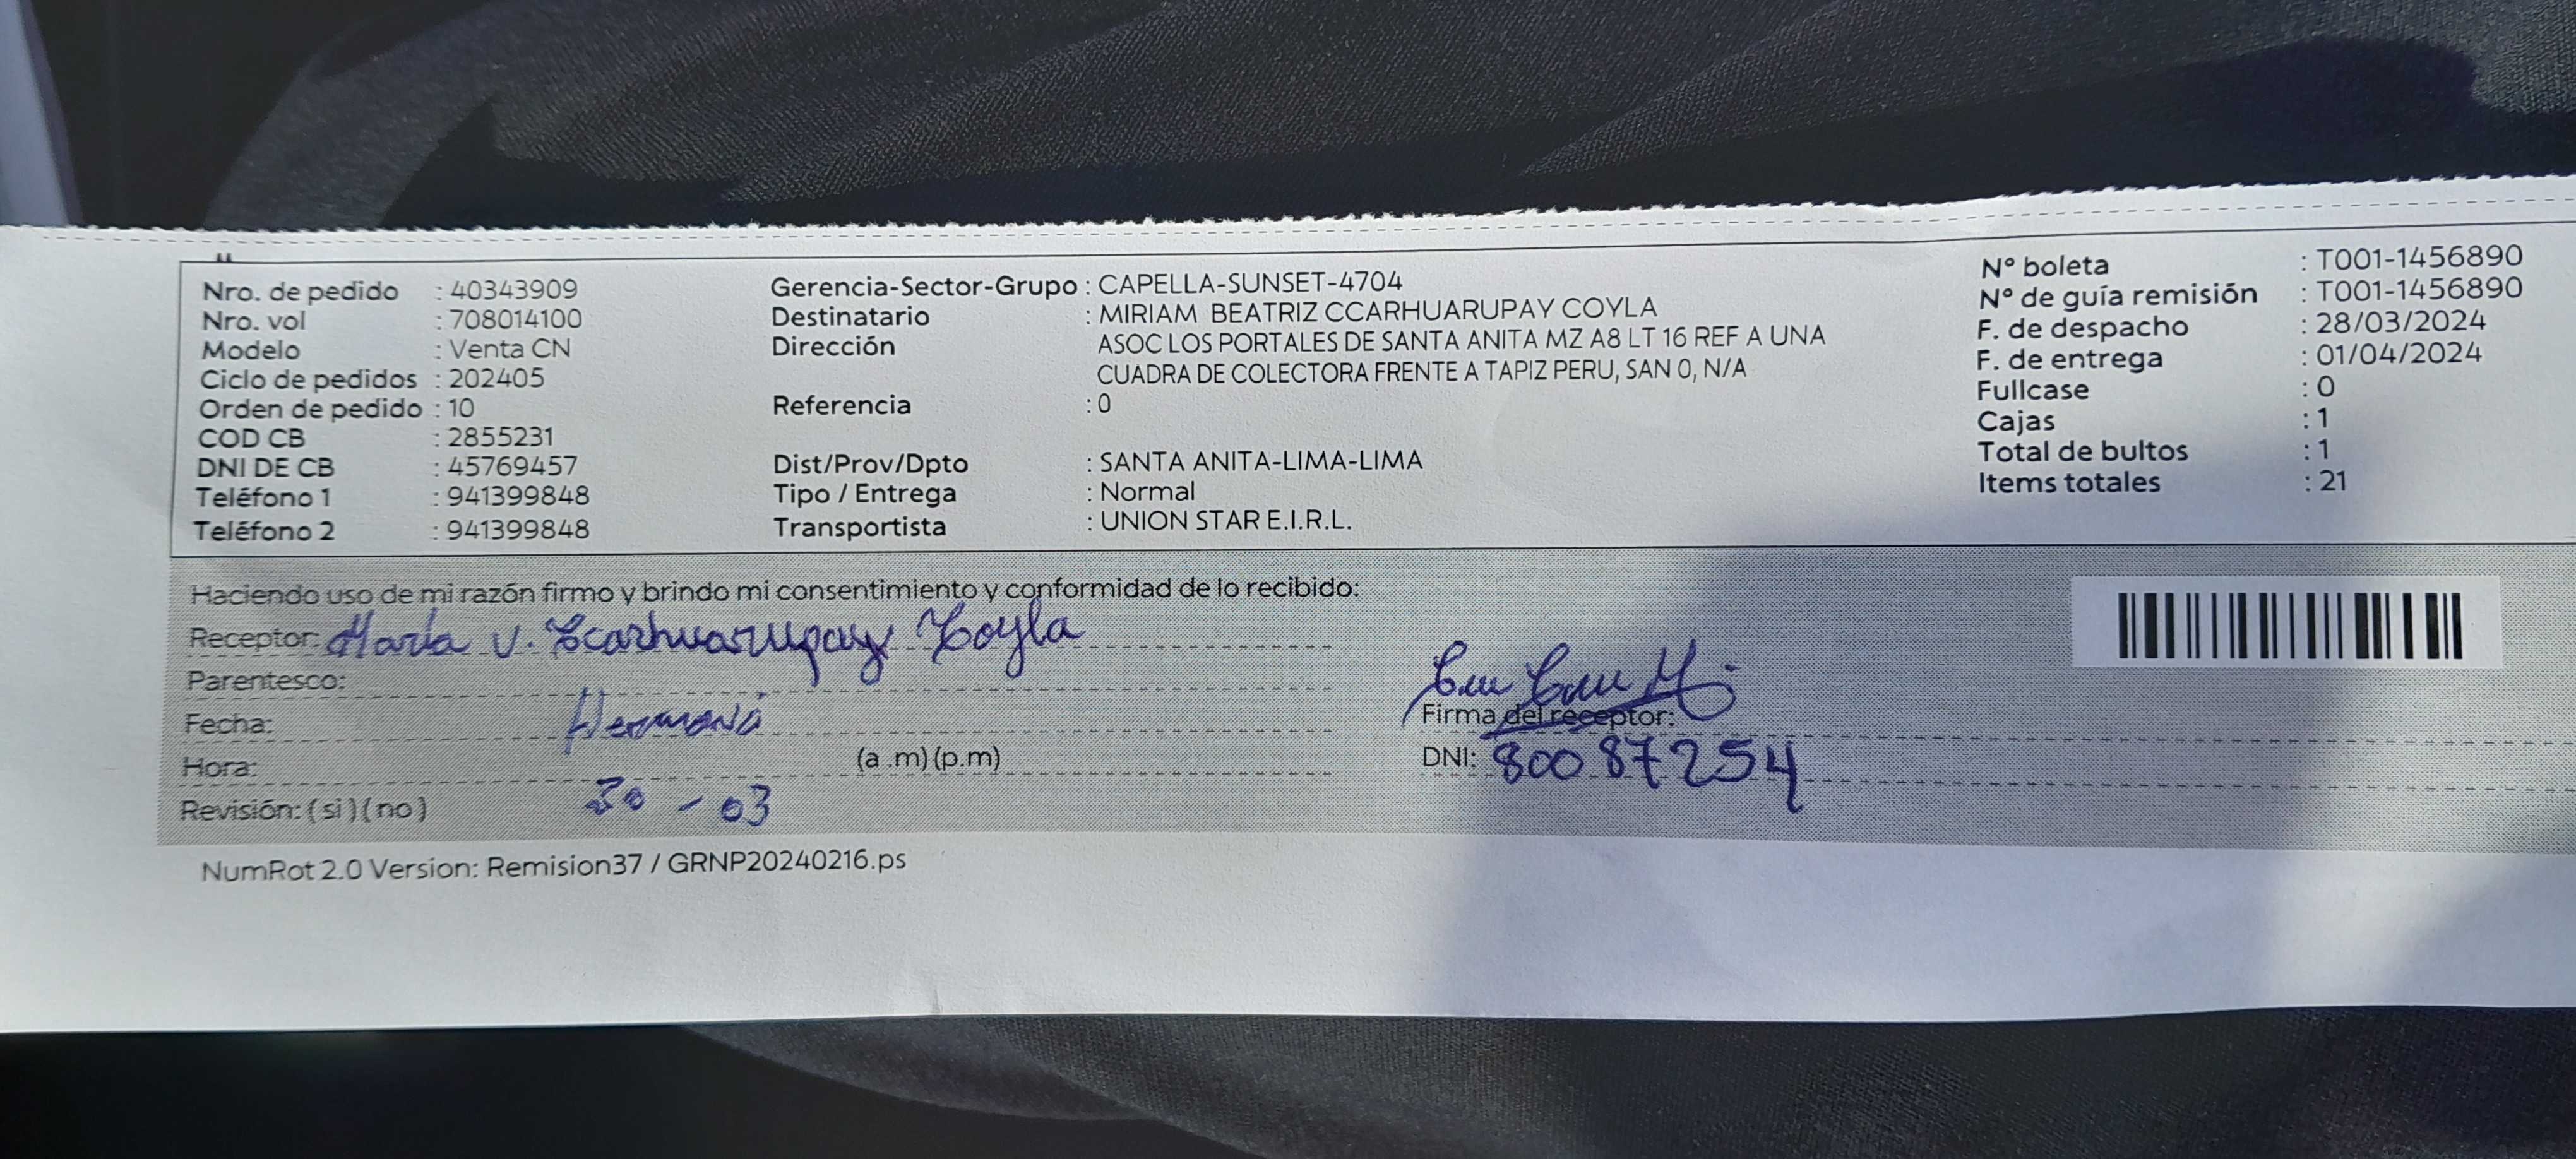 Nro. de pedido : 40343909
Nro. vol : 708014100
Modelo : Venta CN
Ciclo de pedidos : 202405
Orden de pedido : 10
COD CB : 2855231
DNI DE CB : 45769457
Teléfono 1 : 941399848
Teléfono 2 : 941399848
Gerencia-Sector-Grupo : CAPELLA-SUNSET-4704
Destinatario : MIRIAM BEATRIZ CCARHUARUPAY COYLA
Dirección ASOC LOS PORTALES DE SANTA ANITA MZ A8 LT 16 REF A UNA
CUADRA DE COLECTORA FRENTE A TAPIZ PERU, SAN 0, N/A
Referencia : 0
Dist/Prov/Dpto : SANTA ANITA-LIMA-LIMA
Tipo / Entrega : Normal
Transportista : UNION STAR E.I.R.L.
N° boleta : T001-1456890
N° de guía remisión : T001-1456890
F. de despacho : 28/03/2024
F. de entrega : 01/04/2024
Fullcase : 0
Cajas : 1
Total de bultos : 1
Items totales : 21
Haciendo uso de mi razón firmo y brindo mi consentimiento y conformidad de lo recibido:
Receptor: María V. Ccarhuarupay Coyla
Parentesco:
Fecha: Hermana
Hora: (a .m) (p.m)
Revisión: (si) (no) 30 - 03
Firma del receptor:
DNI: 80087254
NumRot 2.0 Version: Remision37 / GRNP20240216.ps